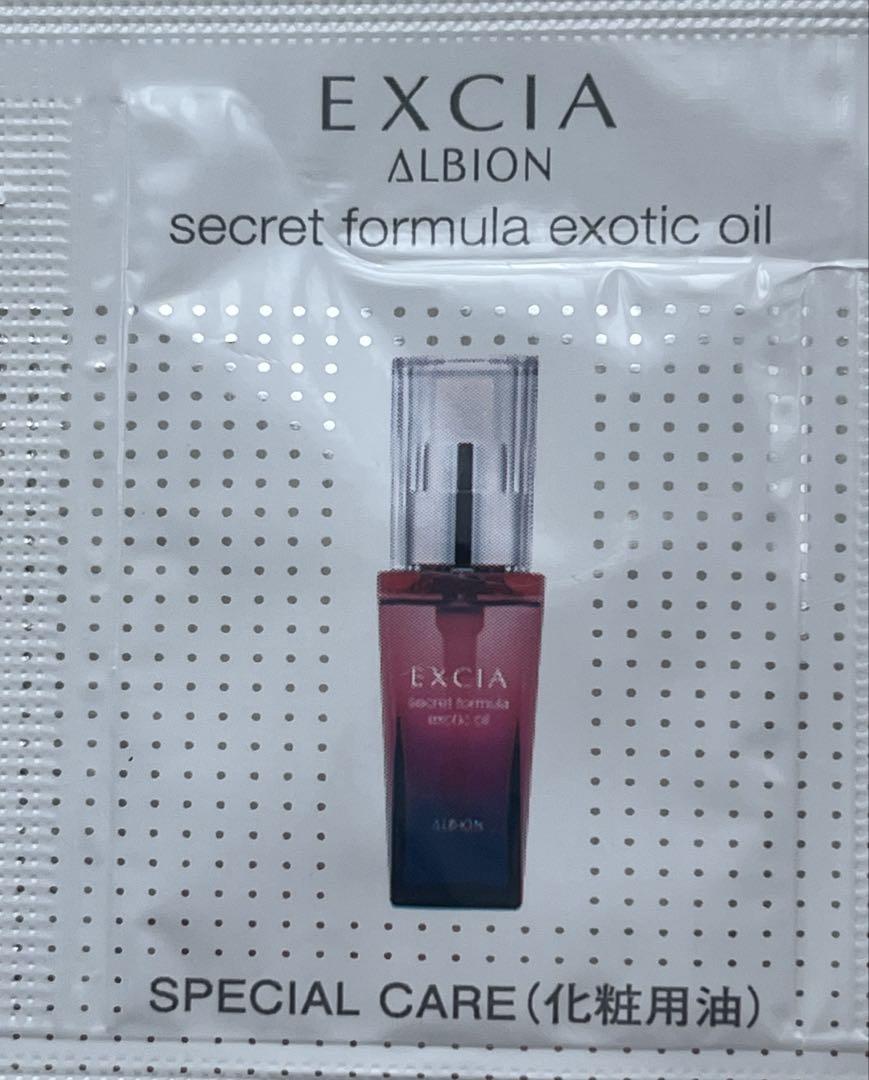 EXCIA
ALBION
secret formula exotic oil
EXCIA
secret formula
exotic oil
ALBION
SPECIAL CARE(化粧用油)